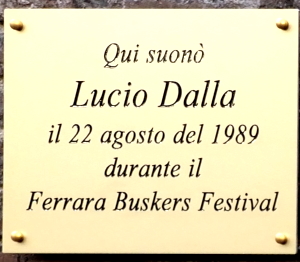 Qui suonò
Lucio Dalla
il 22 agosto del 1989
durante il
Ferrara Buskers Festival